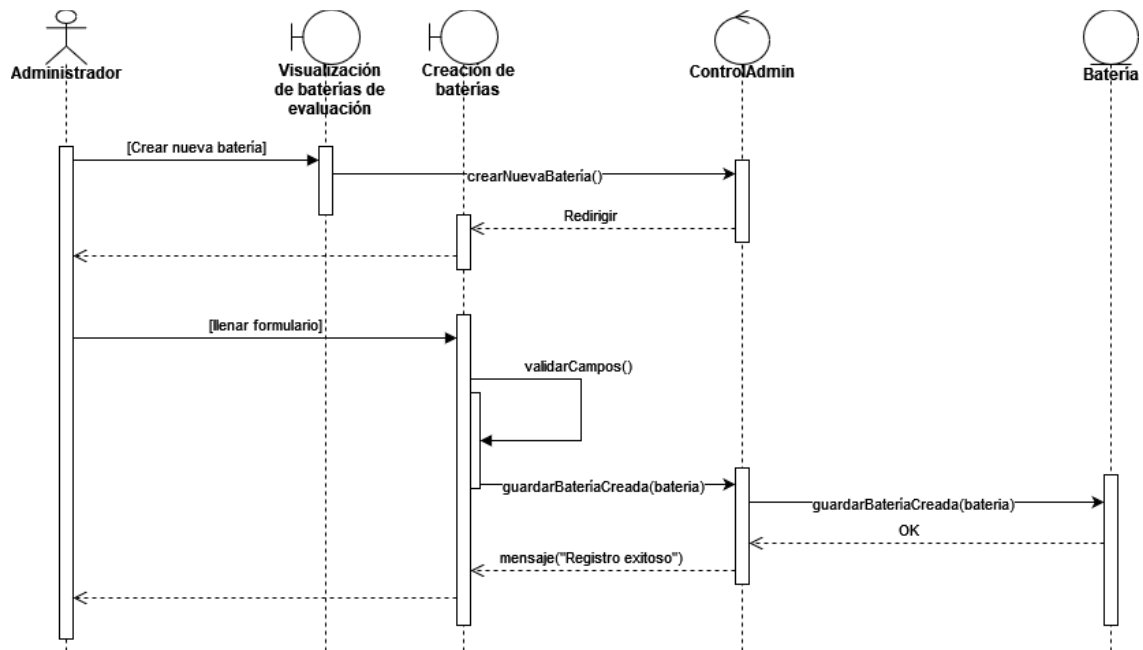 Administrador
Visualización
de baterías de
evaluación
Creación de
baterías
ControlAdmin
Batería
[Crear nueva batería]
crearNuevaBatería()
Redirigir
[llenar formulario]
validarCampos()
guardarBateríaCreada(bateria)
guardarBateríaCreada(bateria)
OK
mensaje("Registro exitoso")